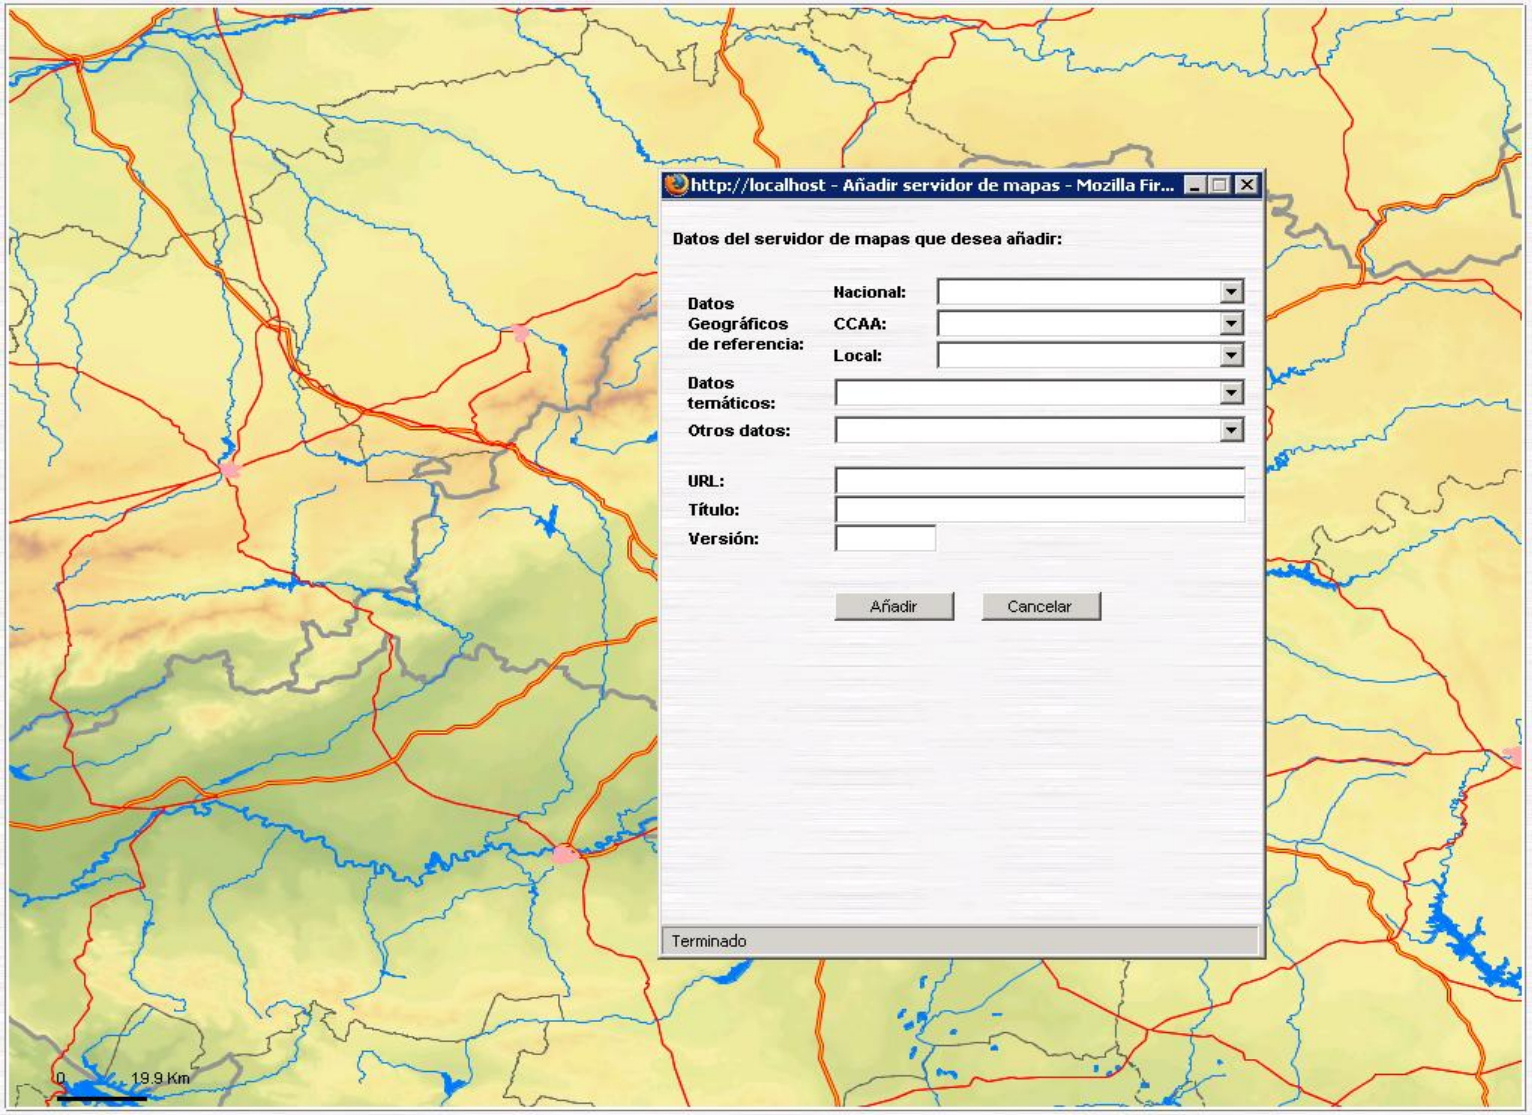 http://localhost - Añadir servidor de mapas - Mozilla Fir...
Datos del servidor de mapas que desea añadir:
Datos
Geográficos
de referencia:
Nacional:
CCAA:
Local:
Datos
temáticos:
Otros datos:
URL:
Título:
Versión:
Añadir Cancelar
Terminado
0 19.9 Km